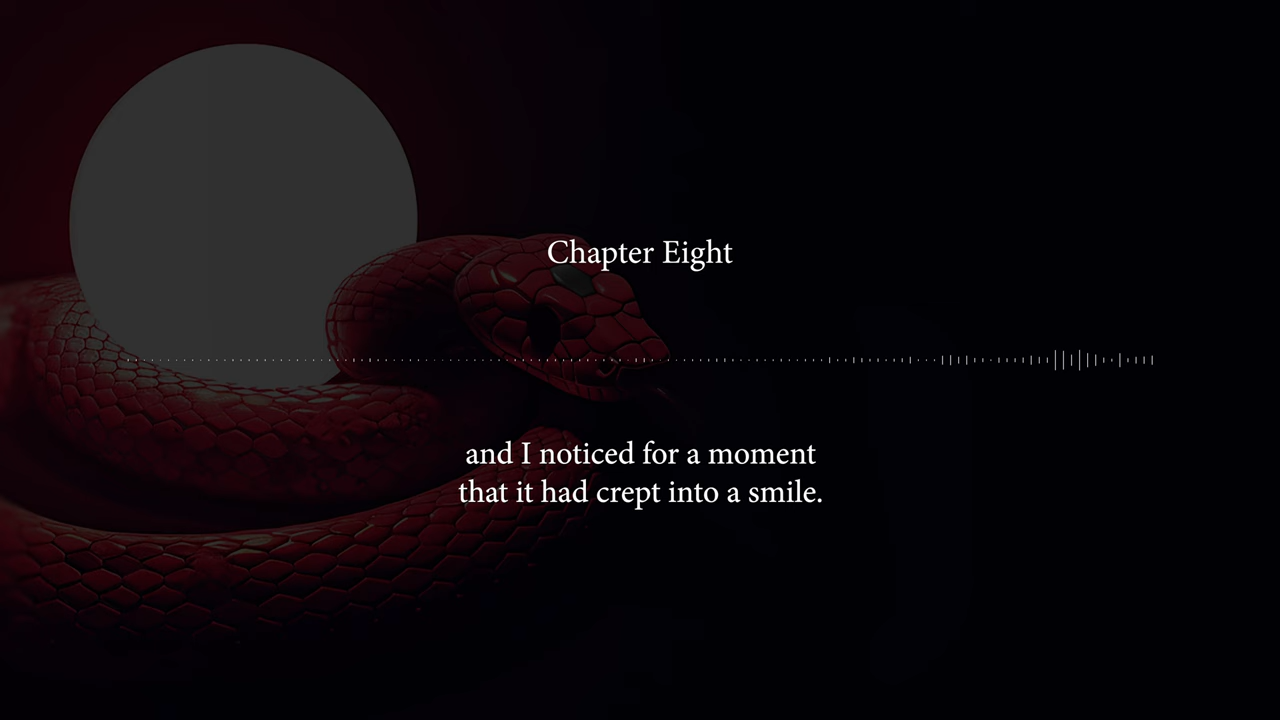 Chapter Eight
and I noticed for a moment
that it had crept into a smile.